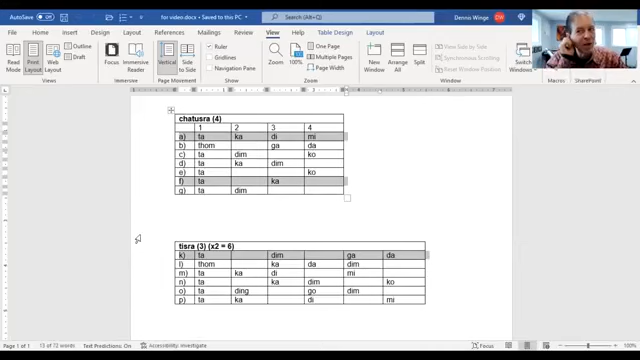 AutoSave Off for video.docx - Saved to this PC Search Dennis Winge DW
File Home Insert Draw Design Layout References Mailings Review View Help Table Design Layout
Read Mode Print Layout Web Layout Outline Draft Focus Immersive Reader Vertical Side to Side Ruler Gridlines Navigation Pane Zoom 100% One Page Multiple Pages Page Width New Window Arrange All Split View Side by Side Synchronous Scrolling Reset Window Position Switch Windows Macros Properties
Views Immersive Page Movement Show Zoom Window Macros SharePoint
chatusra (4)
1 2 3 4
a) ta ka di mi
b) thom ga da
c) ta dim ko
d) ta ka dim
e) ta ko
f) ta ka
g) ta dim
tisra (3) (x2 = 6)
k) ta dim ga da
l) thom ka da dim
m) ta ka di mi
n) ta ka dim ko
o) ta ding go dim
p) ta ka di mi
Page 1 of 1 13 of 72 words Text Predictions: On Accessibility: Investigate Focus 100%